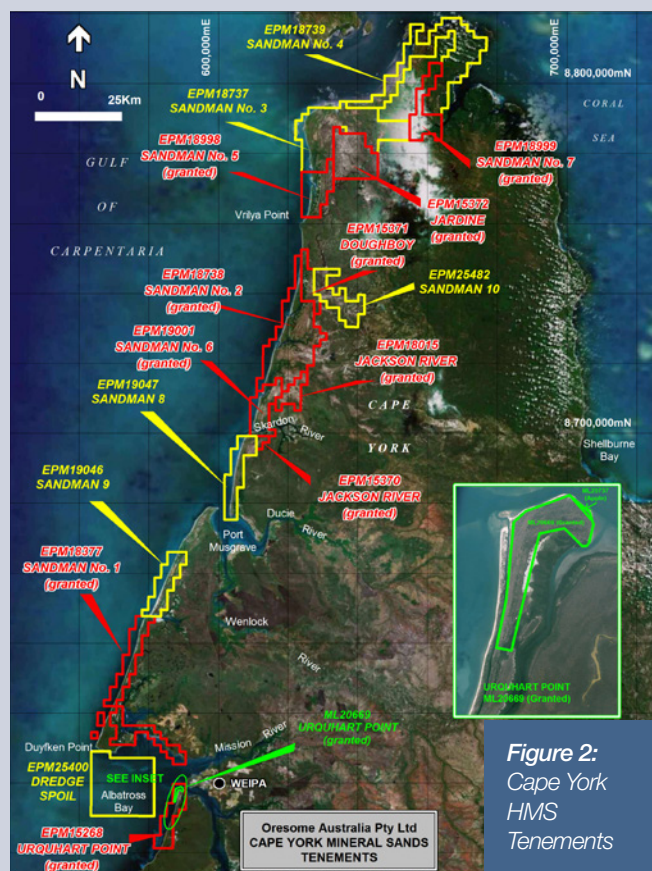 600,000mE
700,000mE
N
0 25Km
EPM18739
SANDMAN No. 4
8,800,000mN
EPM18737
SANDMAN No. 3
CORAL
SEA
EPM18998
SANDMAN No. 5
(granted)
GULF
OF
CARPENTARIA
EPM18999
SANDMAN No. 7
(granted)
Vrilya Point
EPM15372
JARDINE
(granted)
EPM15371
DOUGHBOY
(granted)
EPM18738
SANDMAN No. 2
(granted)
EPM25482
SANDMAN 10
EPM19001
SANDMAN No. 6
(granted)
EPM18015
JACKSON RIVER
(granted)
EPM19047
SANDMAN 8
CAPE
YORK
8,700,000mN
Skardon
River
Shellburne
Bay
EPM15370
JACKSON RIVER
(granted)
EPM19046
SANDMAN 9
Port
Musgrave
Ducie
River
EPM18377
SANDMAN No. 1
(granted)
Wenlock
River
URQUHART POINT
ML20669 (Granted)
ML20669
URQUHART POINT
(granted)
Mission River
Duyfken Point
EPM25400
DREDGE
SPOIL
SEE INSET
Albatross
Bay
WEIPA
EPM15268
URQUHART POINT
(granted)
Oresome Australia Pty Ltd
CAPE YORK MINERAL SANDS
TENEMENTS
Figure 2:
Cape York
HMS
Tenements